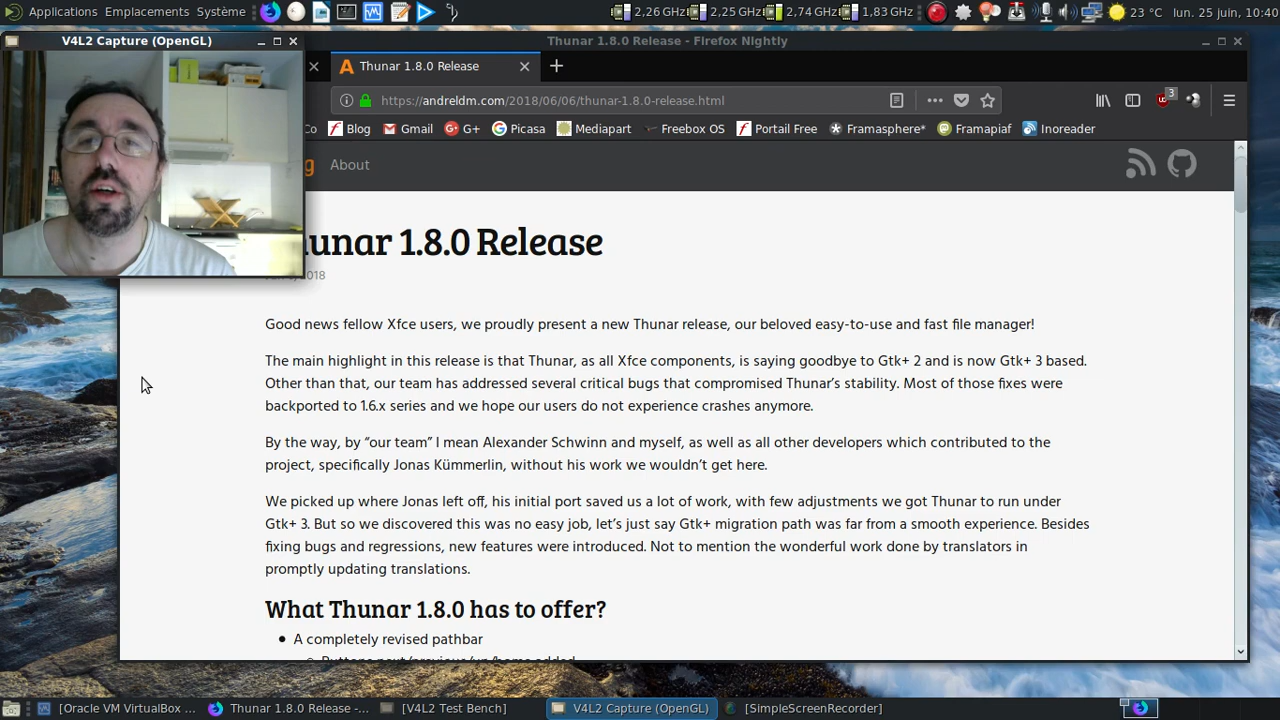 Applications Emplacements Système
2,26 GHz 2,25 GHz 2,14 GHz 1,83 GHz
23 °C lun. 25 juin, 10:40
V4L2 Capture (OpenGL)
Thunar 1.8.0 Release - Firefox Nightly
Thunar 1.8.0 Release
https://andreldm.com/2018/06/06/thunar-1.8.0-release.html
3
Co Blog Gmail G+ Picasa Mediapart Freebox OS Portail Free Framasphere* Framapiaf Inoreader
g About
hunar 1.8.0 Release
2018
Good news fellow Xfce users, we proudly present a new Thunar release, our beloved easy-to-use and fast file manager!
The main highlight in this release is that Thunar, as all Xfce components, is saying goodbye to Gtk+ 2 and is now Gtk+ 3 based.
Other than that, our team has addressed several critical bugs that compromised Thunar’s stability. Most of those fixes were
backported to 1.6.x series and we hope our users do not experience crashes anymore.
By the way, by “our team” I mean Alexander Schwinn and myself, as well as all other developers which contributed to the
project, specifically Jonas Kümmerlin, without his work we wouldn’t get here.
We picked up where Jonas left off, his initial port saved us a lot of work, with few adjustments we got Thunar to run under
Gtk+ 3. But so we discovered this was no easy job, let’s just say Gtk+ migration path was far from a smooth experience. Besides
fixing bugs and regressions, new features were introduced. Not to mention the wonderful work done by translators in
promptly updating translations.
What Thunar 1.8.0 has to offer?
● A completely revised pathbar
○ Buttons next/previous/up/home added
[Oracle VM VirtualBox ... Thunar 1.8.0 Release -... [V4L2 Test Bench] V4L2 Capture (OpenGL) [SimpleScreenRecorder]